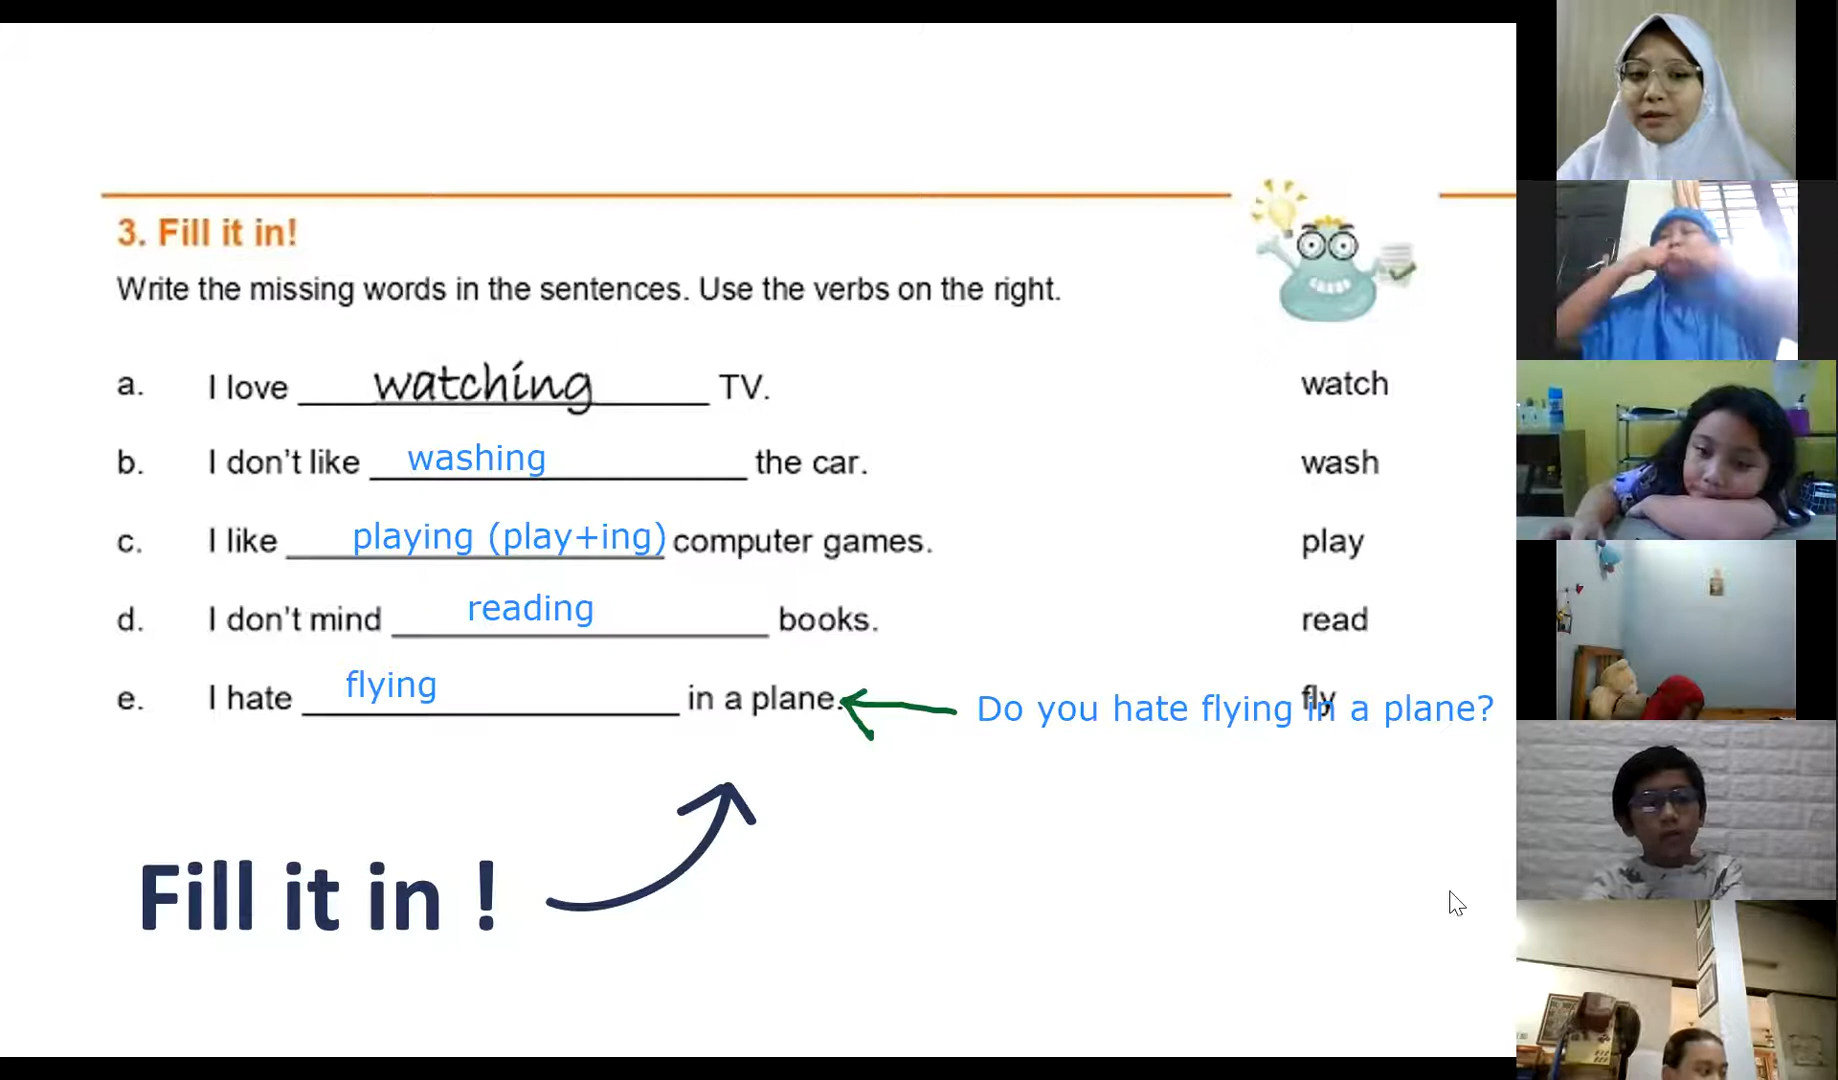 3. Fill it in!
Write the missing words in the sentences. Use the verbs on the right.
a. I love watching TV. watch
b. I don't like washing the car. wash
c. I like playing (play+ing) computer games. play
d. I don't mind reading books. read
e. I hate flying in a plane. fly
Do you hate flying in a plane?
Fill it in !